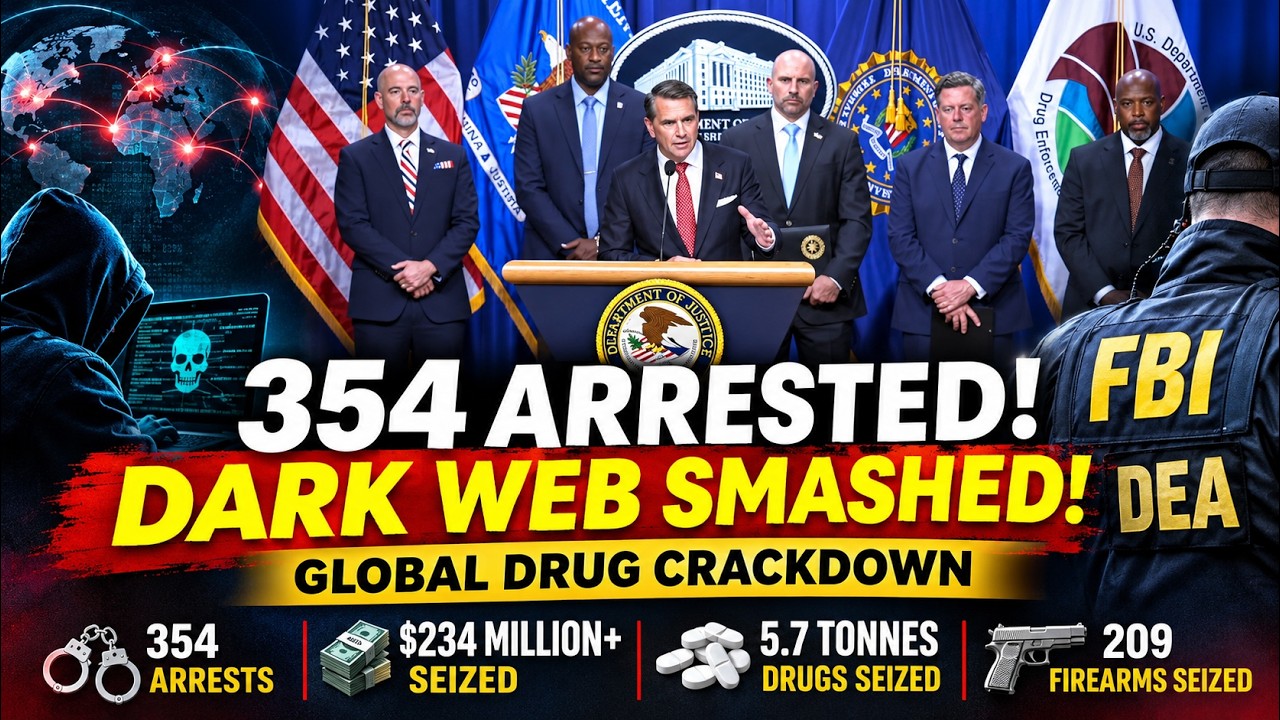 U.S. Department
Drug Enforcement
DEPARTMENT OF JUSTICE
FBI
DEA
354 ARRESTED!
DARK WEB SMASHED!
GLOBAL DRUG CRACKDOWN
354
ARRESTS
$234 MILLION+
SEIZED
5.7 TONNES
DRUGS SEIZED
209
FIREARMS SEIZED